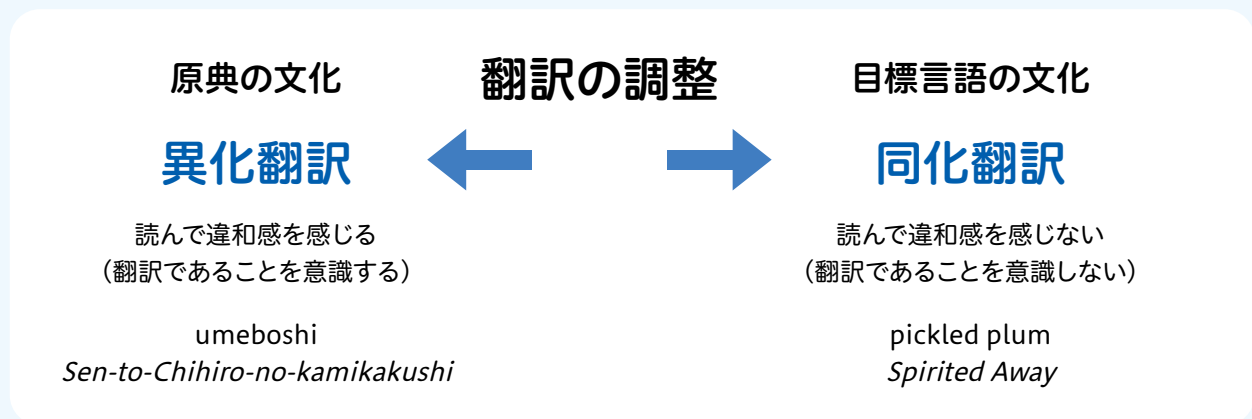 翻訳の調整
原典の文化
異化翻訳
読んで違和感を感じる
（翻訳であることを意識する）
umeboshi
Sen-to-Chihiro-no-kamikakushi
目標言語の文化
同化翻訳
読んで違和感を感じない
（翻訳であることを意識しない）
pickled plum
Spirited Away